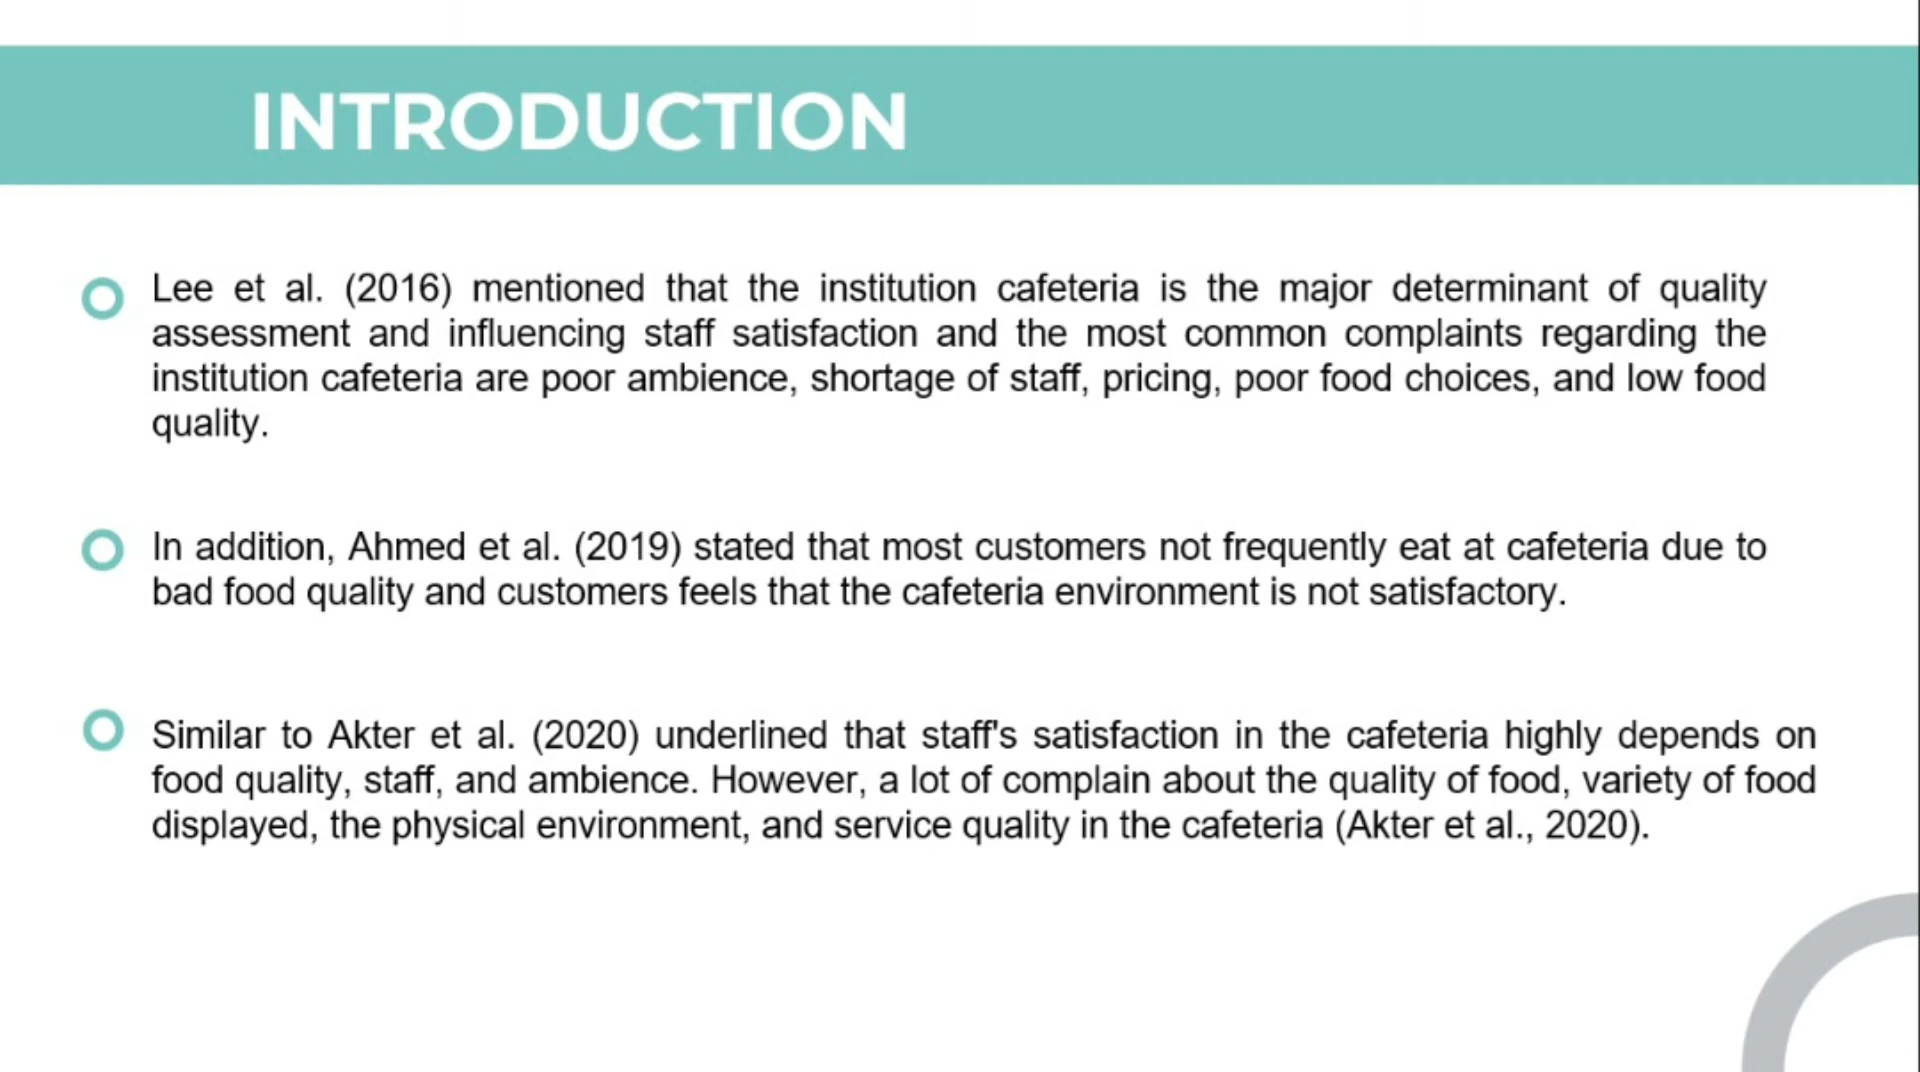 INTRODUCTION
Lee et al. (2016) mentioned that the institution cafeteria is the major determinant of quality
assessment and influencing staff satisfaction and the most common complaints regarding the
institution cafeteria are poor ambience, shortage of staff, pricing, poor food choices, and low food
quality.
In addition, Ahmed et al. (2019) stated that most customers not frequently eat at cafeteria due to
bad food quality and customers feels that the cafeteria environment is not satisfactory.
Similar to Akter et al. (2020) underlined that staff's satisfaction in the cafeteria highly depends on
food quality, staff, and ambience. However, a lot of complain about the quality of food, variety of food
displayed, the physical environment, and service quality in the cafeteria (Akter et al., 2020).